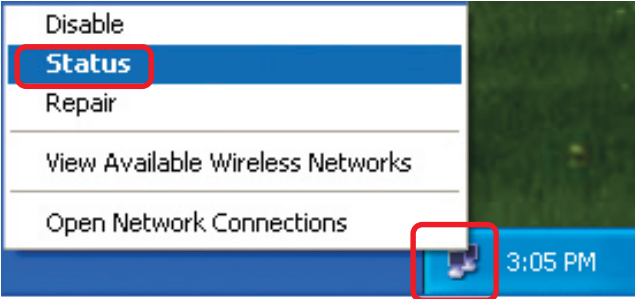 Disable
Status
Repair
View Available Wireless Networks
Open Network Connections
3:05 PM